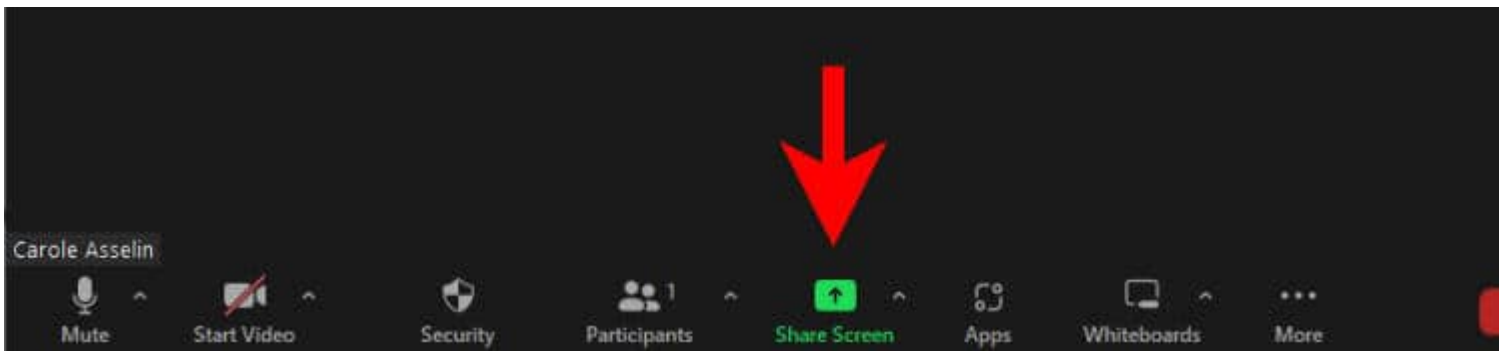 Carole Asselin
1
Mute
Start Video
Security
Participants
Share Screen
Apps
Whiteboards
More